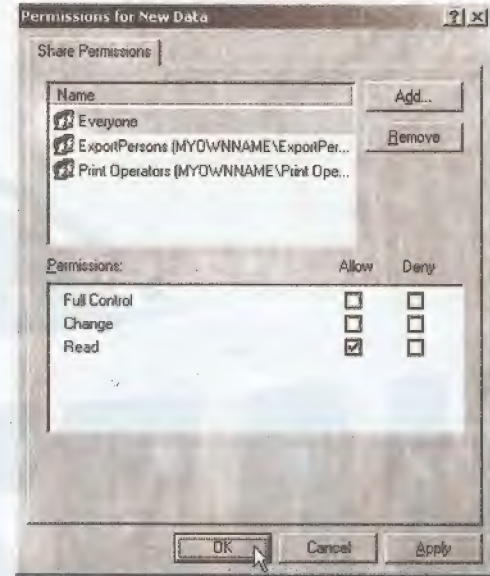 Permissions for New Data
Share Permissions
Name
Everyone
ExportPersons (MYOWNNAME\ExportPer...
Print Operators (MYOWNNAME\Print Ope...
Add...
Remove
Permissions:
Allow Deny
Full Control
Change
Read
OK Cancel Apply